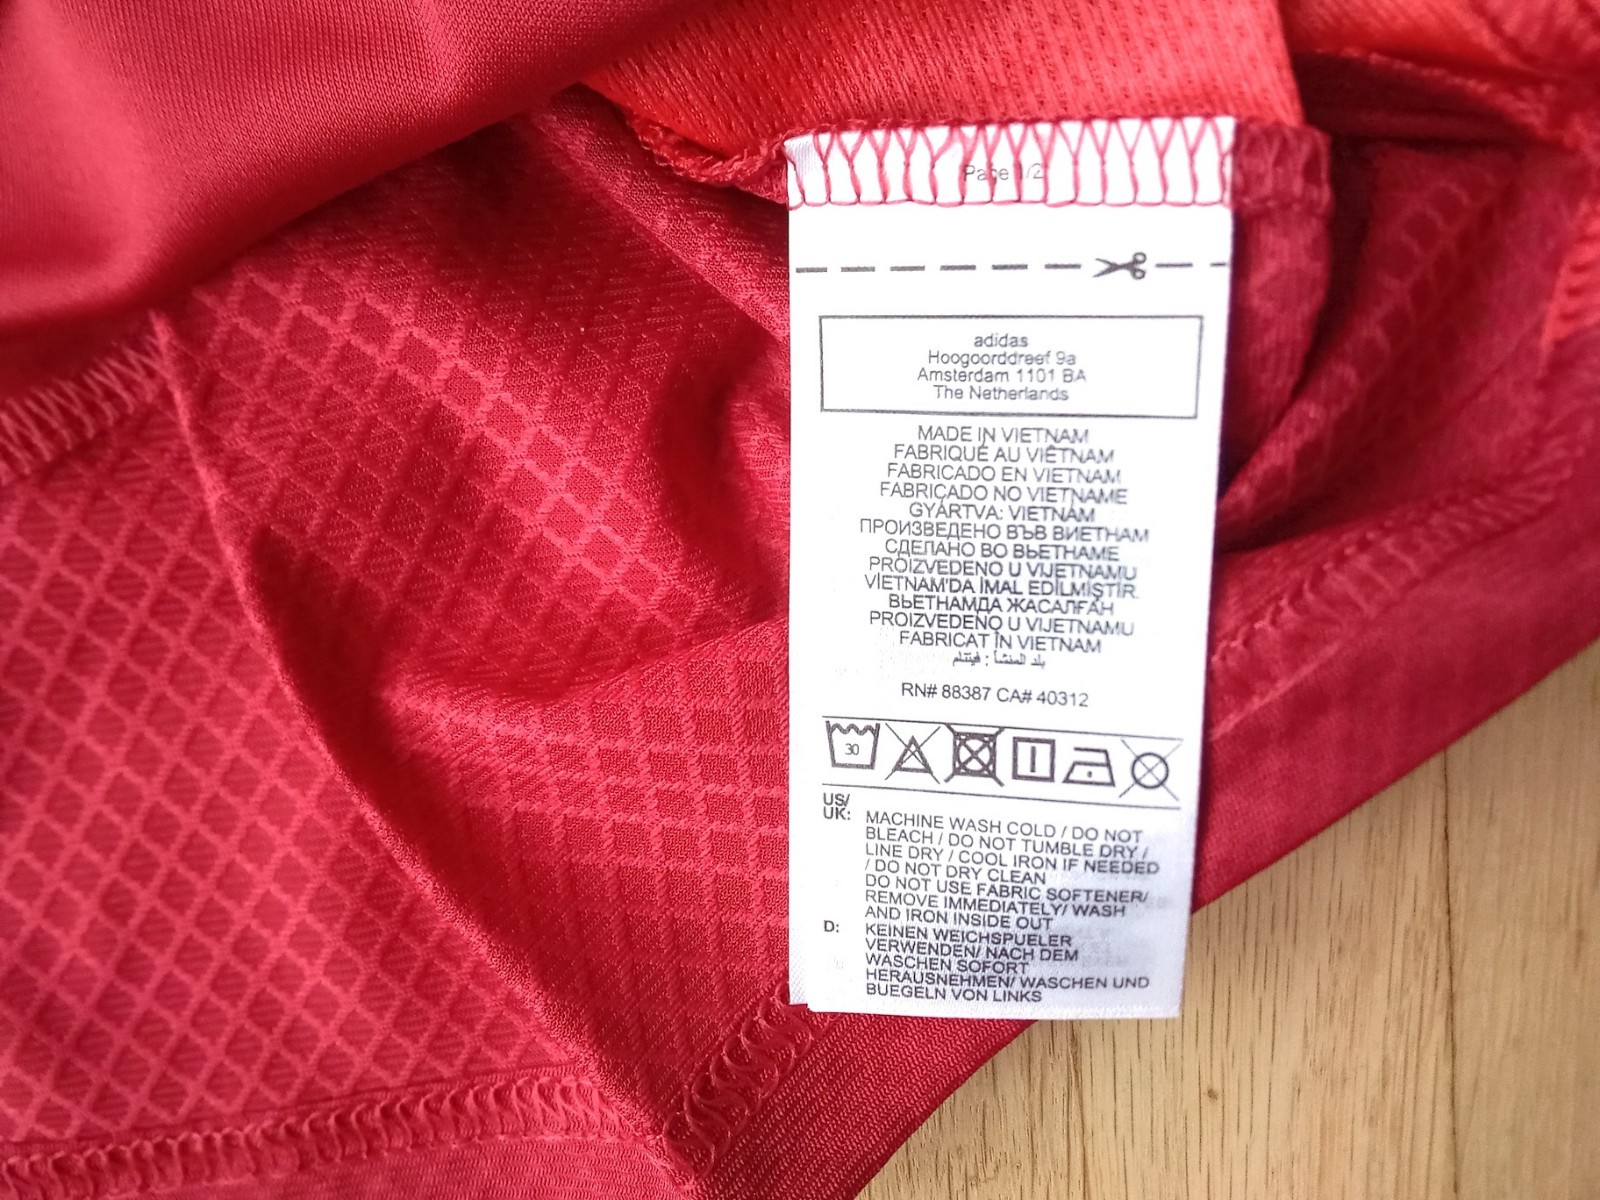 Page 1/2
adidas
Hoogoorddreef 9a
Amsterdam 1101 BA
The Netherlands
MADE IN VIETNAM
FABRIQUÉ AU VIÊTNAM
FABRICADO EN VIETNAM
FABRICADO NO VIETNAME
GYÁRTVA: VIETNÁM
ПРОИЗВЕДЕНО ВЪВ ВИЕТНАМ
СДЕЛАНО ВО ВЬЕТНАМЕ
PROIZVEDENO U VIJETNAMU
VİETNAM'DA İMAL EDİLMİŞTİR.
ВЬЕТНАМДА ЖАСАЛҒАН
PROIZVEDENO U VIJETNAMU
FABRICAT ÎN VIETNAM
بلد المنشأ : فيتنام
RN# 88387 CA# 40312
30
US/
UK: MACHINE WASH COLD / DO NOT
BLEACH / DO NOT TUMBLE DRY /
LINE DRY / COOL IRON IF NEEDED
/ DO NOT DRY CLEAN
DO NOT USE FABRIC SOFTENER/
REMOVE IMMEDIATELY/ WASH
AND IRON INSIDE OUT
D: KEINEN WEICHSPUELER
VERWENDEN/ NACH DEM
WASCHEN SOFORT
HERAUSNEHMEN/ WASCHEN UND
BUEGELN VON LINKS